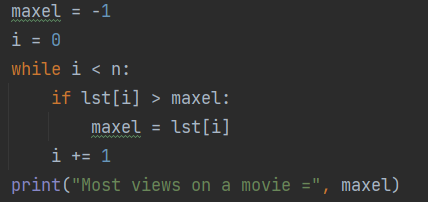 maxel = -1
i = 0
while i < n:
    if lst[i] > maxel:
        maxel = lst[i]
    i += 1
print("Most views on a movie =", maxel)